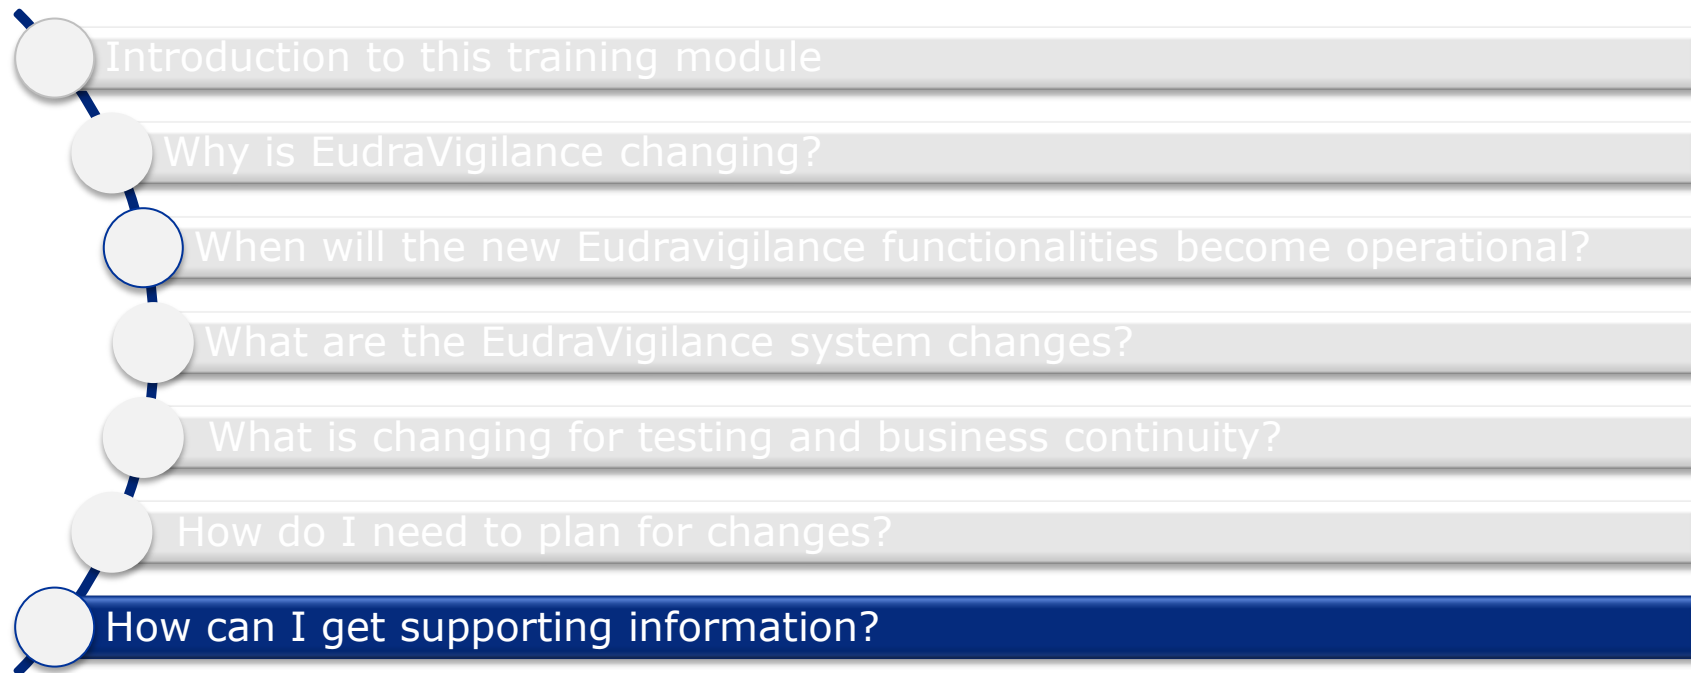 Introduction to this training module
Why is EudraVigilance changing?
When will the new Eudravigilance functionalities become operational?
What are the EudraVigilance system changes?
What is changing for testing and business continuity?
How do I need to plan for changes?
How can I get supporting information?